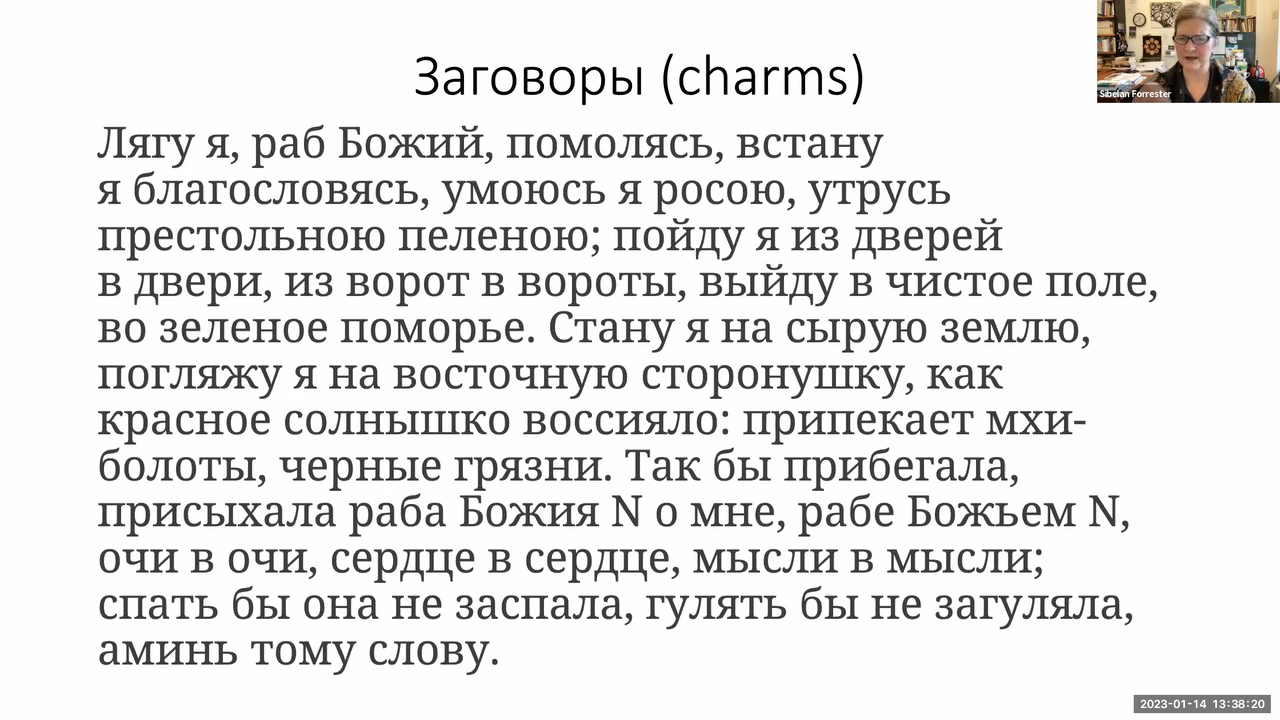 Заговоры (charms)
Sibelan Forrester
Лягу я, раб Божий, помолясь, встану
я благословясь, умоюсь я росою, утрусь
престольною пеленою; пойду я из дверей
в двери, из ворот в вороты, выйду в чистое поле,
во зеленое поморье. Стану я на сырую землю,
погляжу я на восточную сторонушку, как
красное солнышко воссияло: припекает мхи-
болоты, черные грязни. Так бы прибегала,
присыхала раба Божия N о мне, рабе Божьем N,
очи в очи, сердце в сердце, мысли в мысли;
спать бы она не заспала, гулять бы не загуляла,
аминь тому слову.
2023-01-14 13:38:20